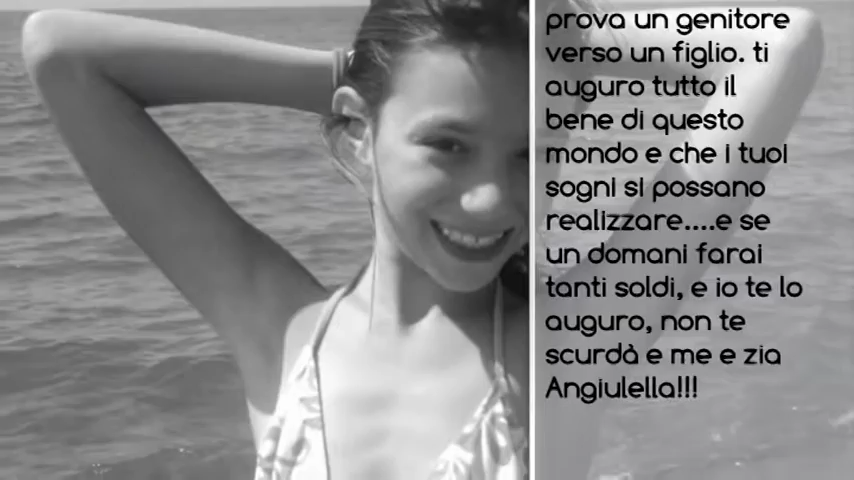 prova un genitore
verso un figlio. ti
auguro tutto il
bene di questo
mondo e che i tuoi
sogni si possano
realizzare....e se
un domani farai
tanti soldi, e io te lo
auguro, non te
scurdà e me e zia
Angiulella!!!